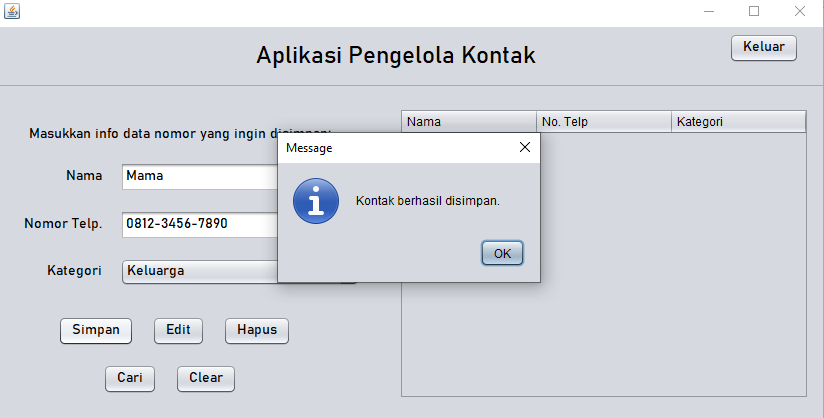 Aplikasi Pengelola Kontak
Keluar
Masukkan info data nomor yang ingin disimpan:
Nama
Mama
Nomor Telp.
0812-3456-7890
Kategori
Keluarga
Simpan
Edit
Hapus
Cari
Clear
Nama
No. Telp
Kategori
Message
Kontak berhasil disimpan.
OK